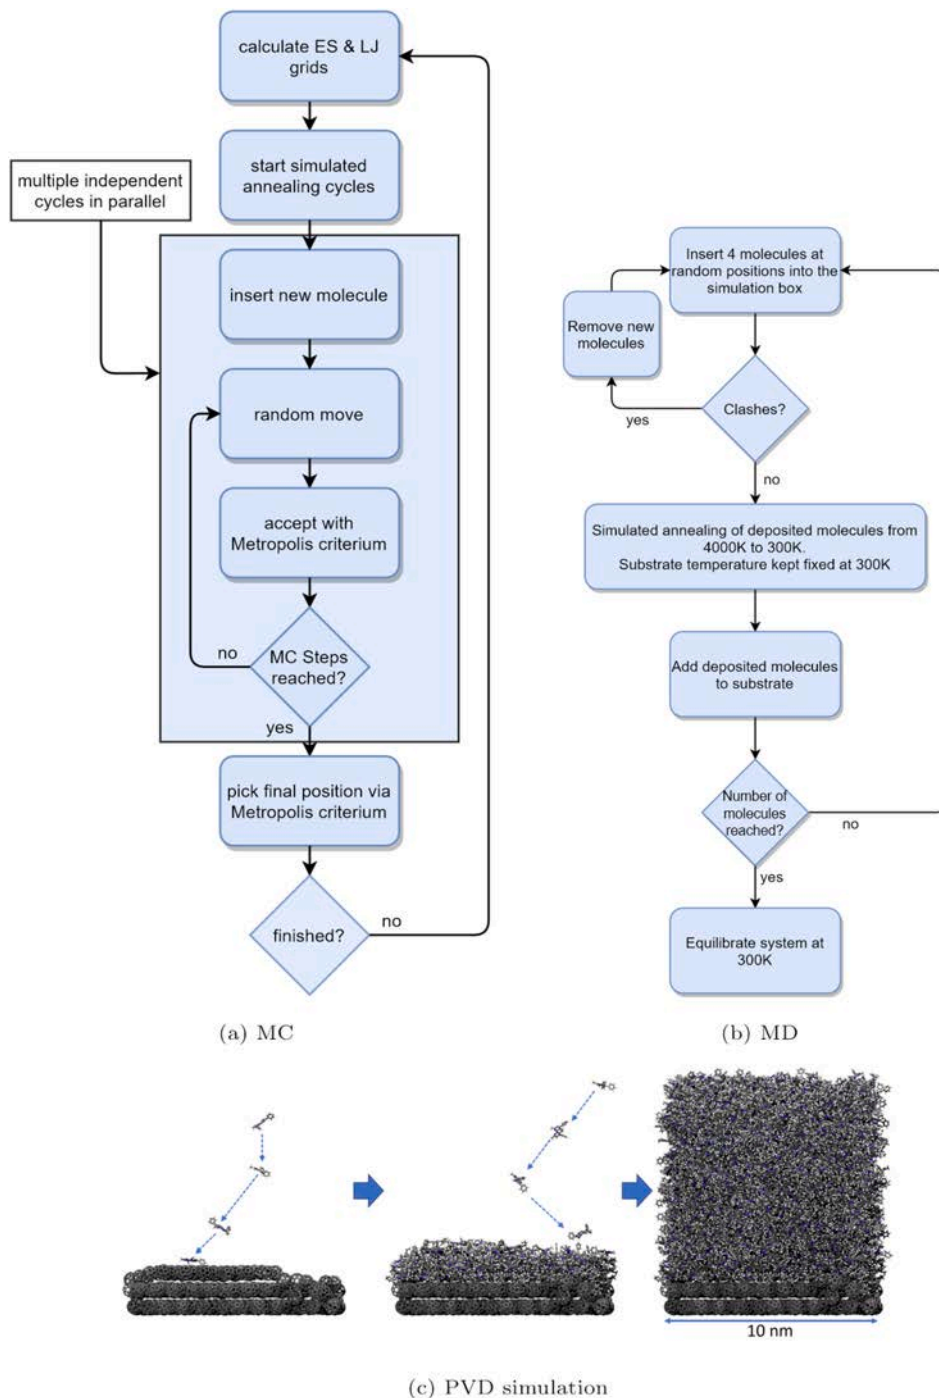 calculate ES & LJ
grids
start simulated
annealing cycles
multiple independent
cycles in parallel
insert new molecule
random move
accept with
Metropolis criterium
MC Steps
reached?
no
yes
pick final position via
Metropolis criterium
finished?
no
(a) MC
Insert 4 molecules at
random positions into the
simulation box
Remove new
molecules
Clashes?
yes
no
Simulated annealing of deposited molecules from
4000K to 300K.
Substrate temperature kept fixed at 300K
Add deposited molecules
to substrate
Number of
molecules
reached?
no
yes
Equilibrate system at
300K
(b) MD
10 nm
(c) PVD simulation